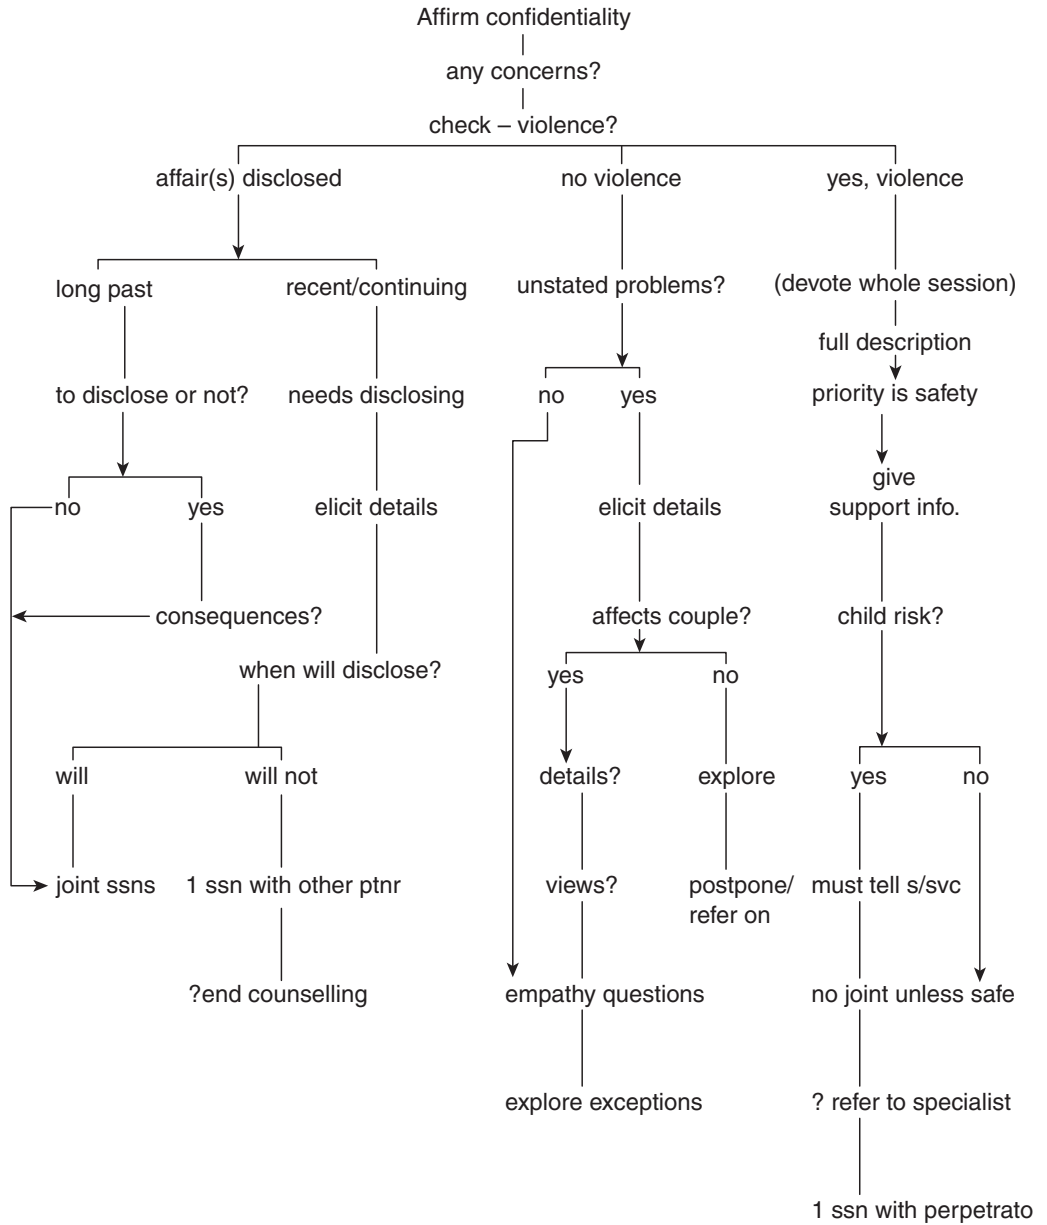 Affirm confidentiality
any concerns?
check – violence?
affair(s) disclosed
no violence
yes, violence
long past
recent/continuing
unstated problems?
(devote whole session)
full description
to disclose or not?
needs disclosing
no
yes
priority is safety
give
support info.
no
yes
elicit details
elicit details
consequences?
affects couple?
child risk?
when will disclose?
yes
no
will
will not
details?
explore
yes
no
joint ssns
1 ssn with other ptnr
views?
postpone/
refer on
must tell s/svc
?end counselling
empathy questions
no joint unless safe
explore exceptions
? refer to specialist
1 ssn with perpetrato